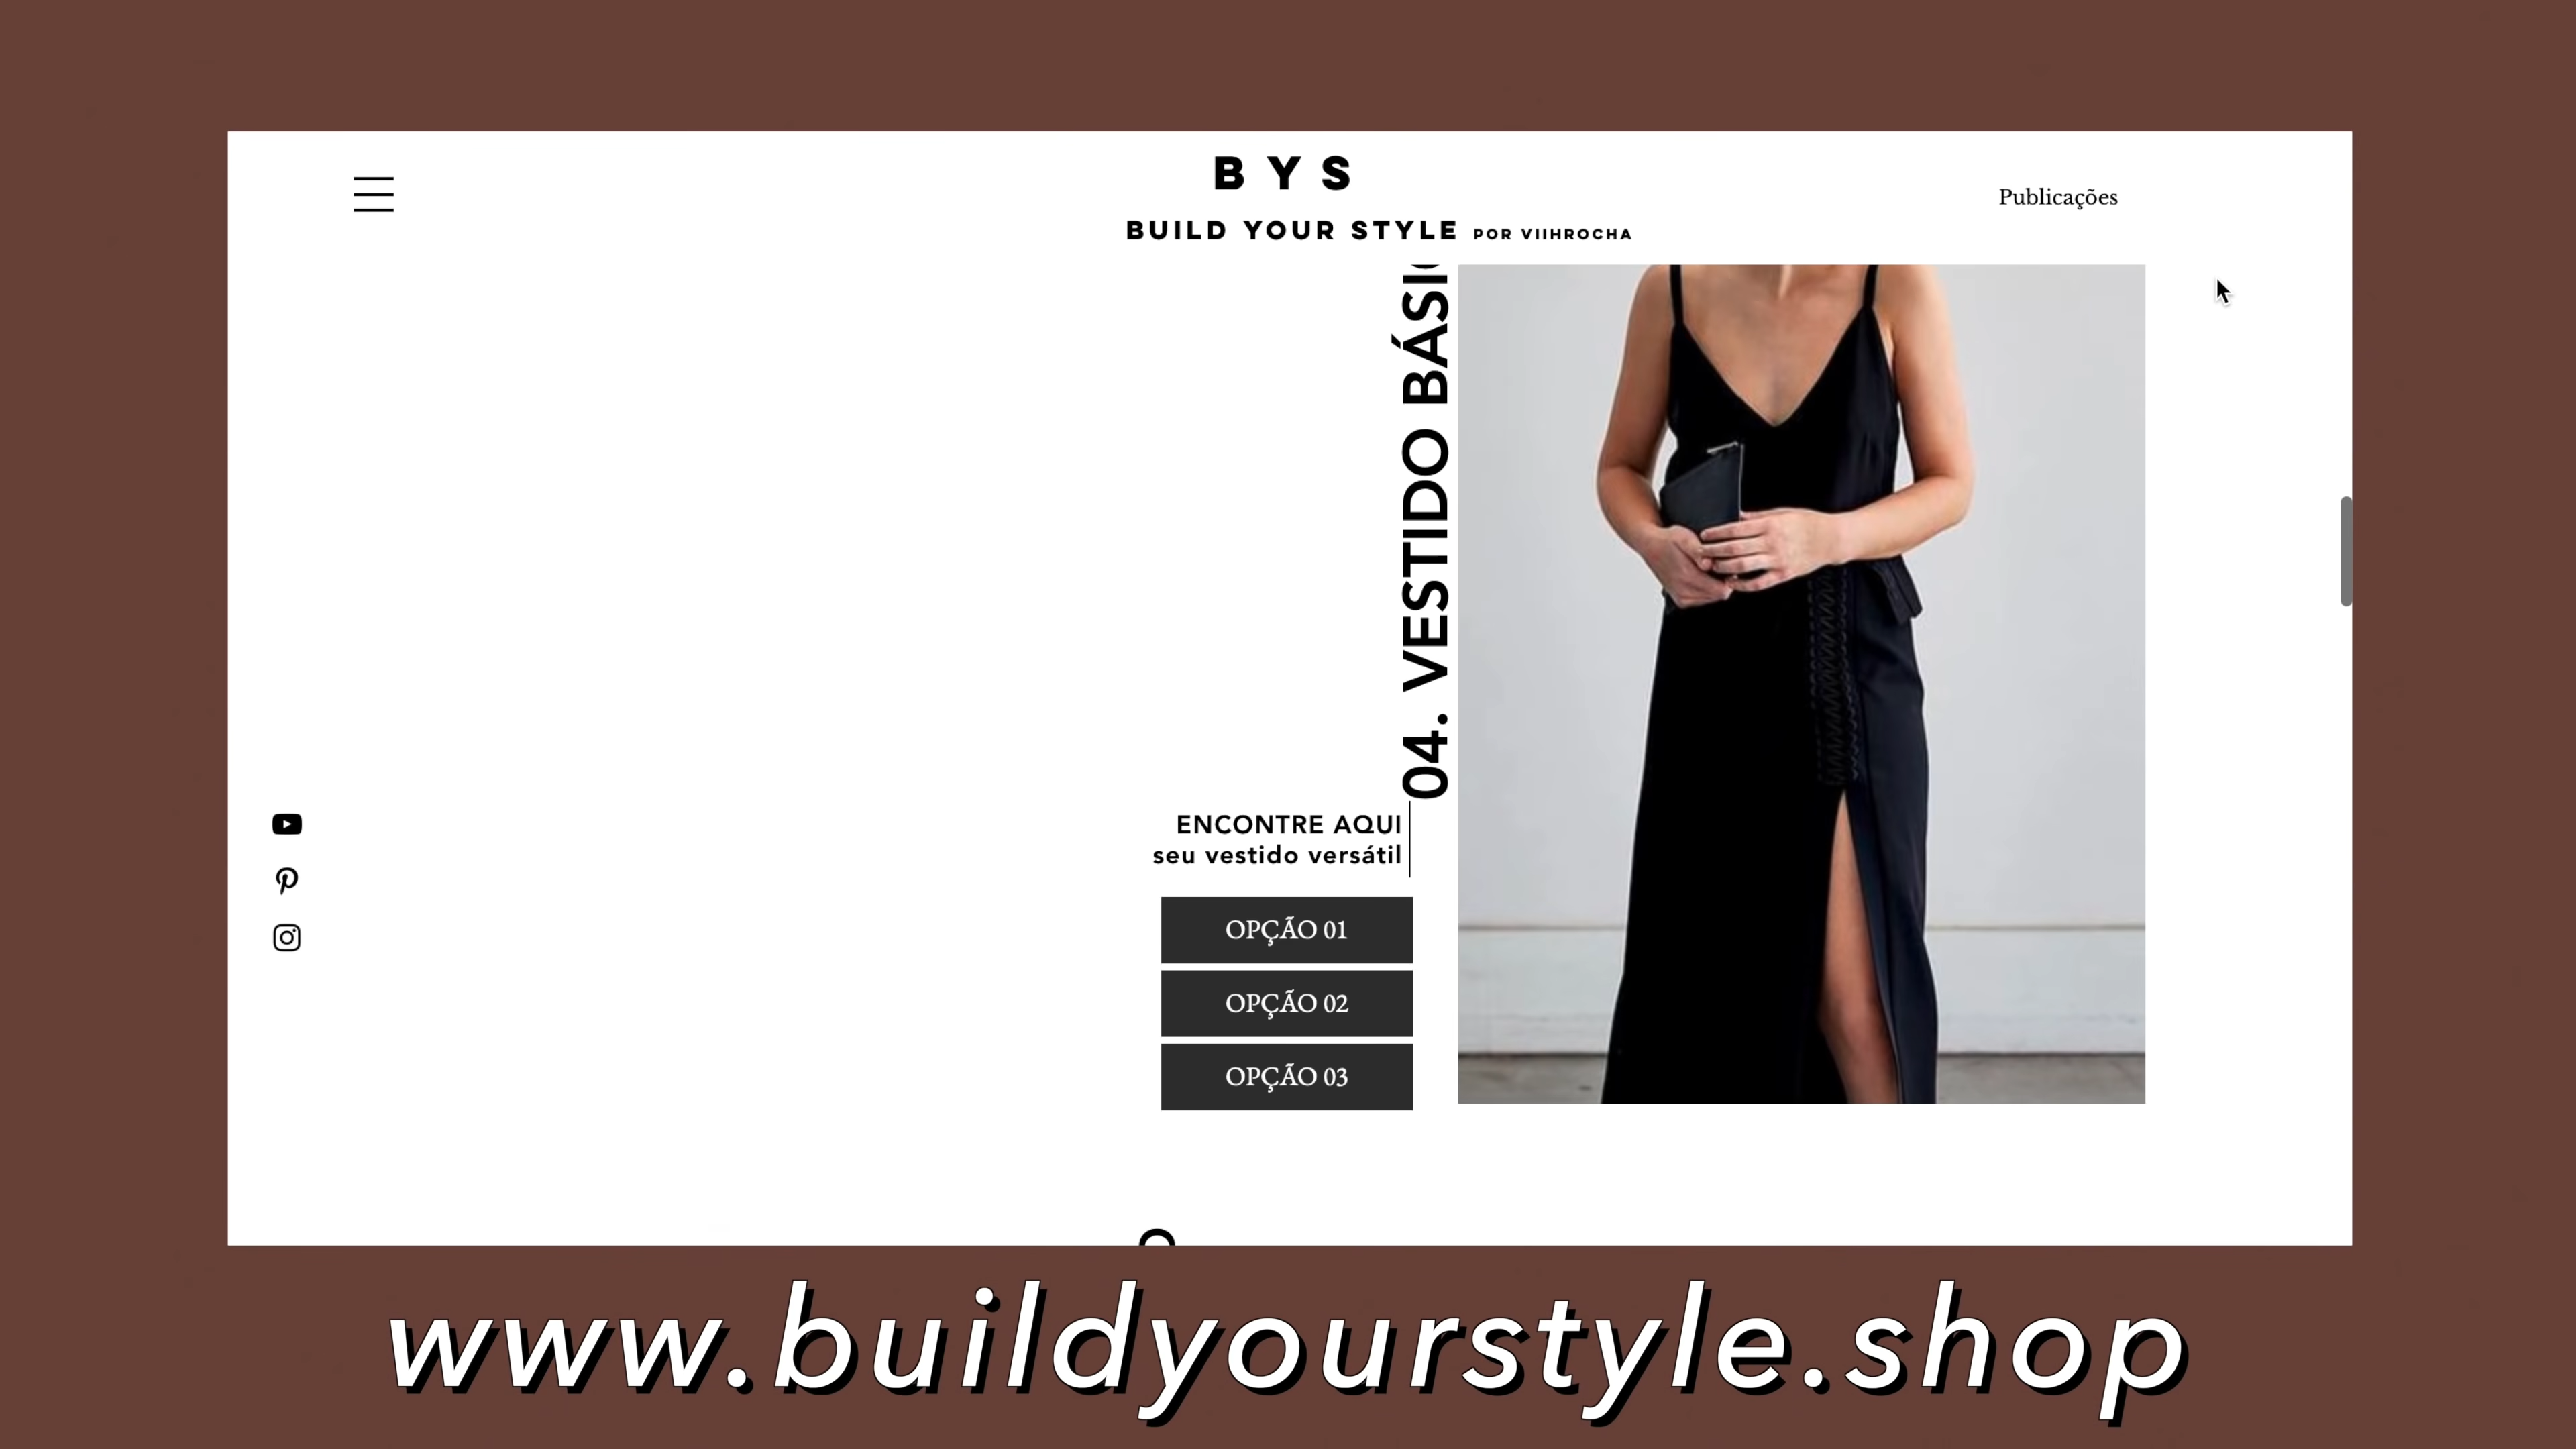 B Y S
BUILD YOUR STYLE POR VIIHROCHA
Publicações
04. VESTIDO
ENCONTRE AQUI
seu vestido versátil
OPÇÃO 01
OPÇÃO 02
OPÇÃO 03
www.buildyourstyle.shop